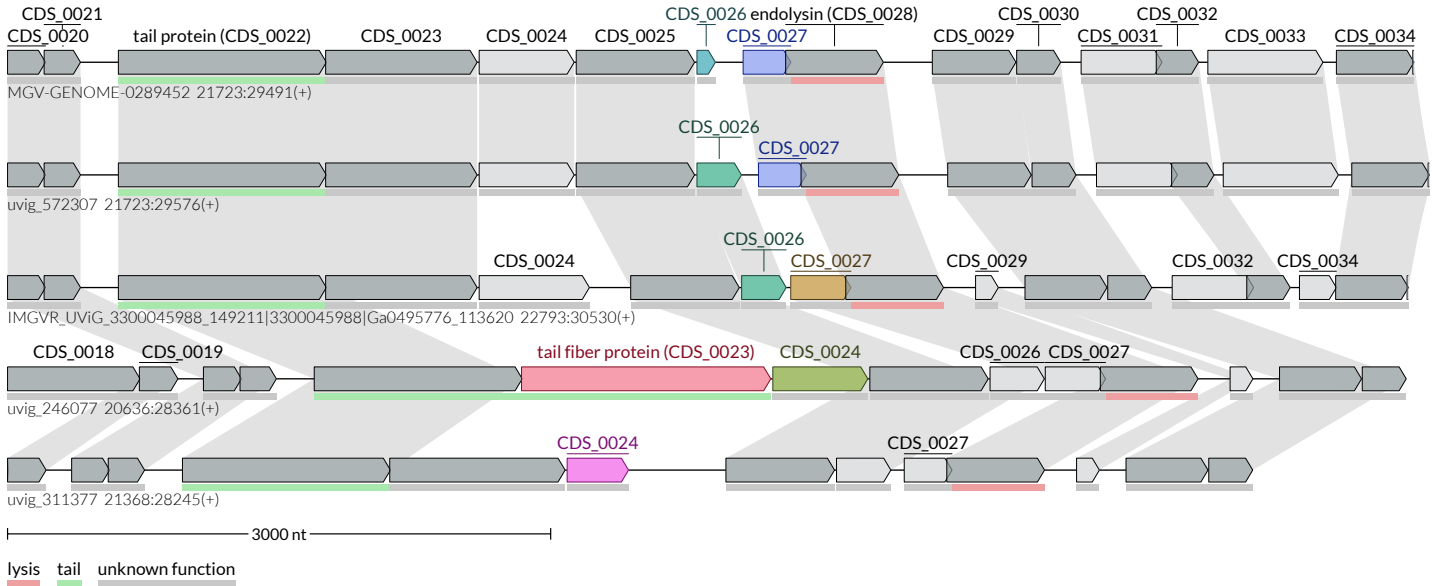 CDS_0021 CDS_0026 endolysin (CDS_0028) CDS_0030 CDS_0032
CDS_0020 tail protein (CDS_0022) CDS_0023 CDS_0024 CDS_0025 CDS_0027 CDS_0029 CDS_0031 CDS_0033 CDS_0034
MGV-GENOME-0289452 21723:29491(+)
CDS_0026
CDS_0027
uvig_572307 21723:29576(+)
CDS_0026
CDS_0024 CDS_0027 CDS_0029 CDS_0032 CDS_0034
IMGVR_UViG_3300045988_149211|3300045988|Ga0495776_113620 22793:30530(+)
CDS_0018 CDS_0019 tail fiber protein (CDS_0023) CDS_0024 CDS_0026 CDS_0027
uvig_246077 20636:28361(+)
CDS_0024 CDS_0027
uvig_311377 21368:28245(+)
3000 nt
lysis tail unknown function